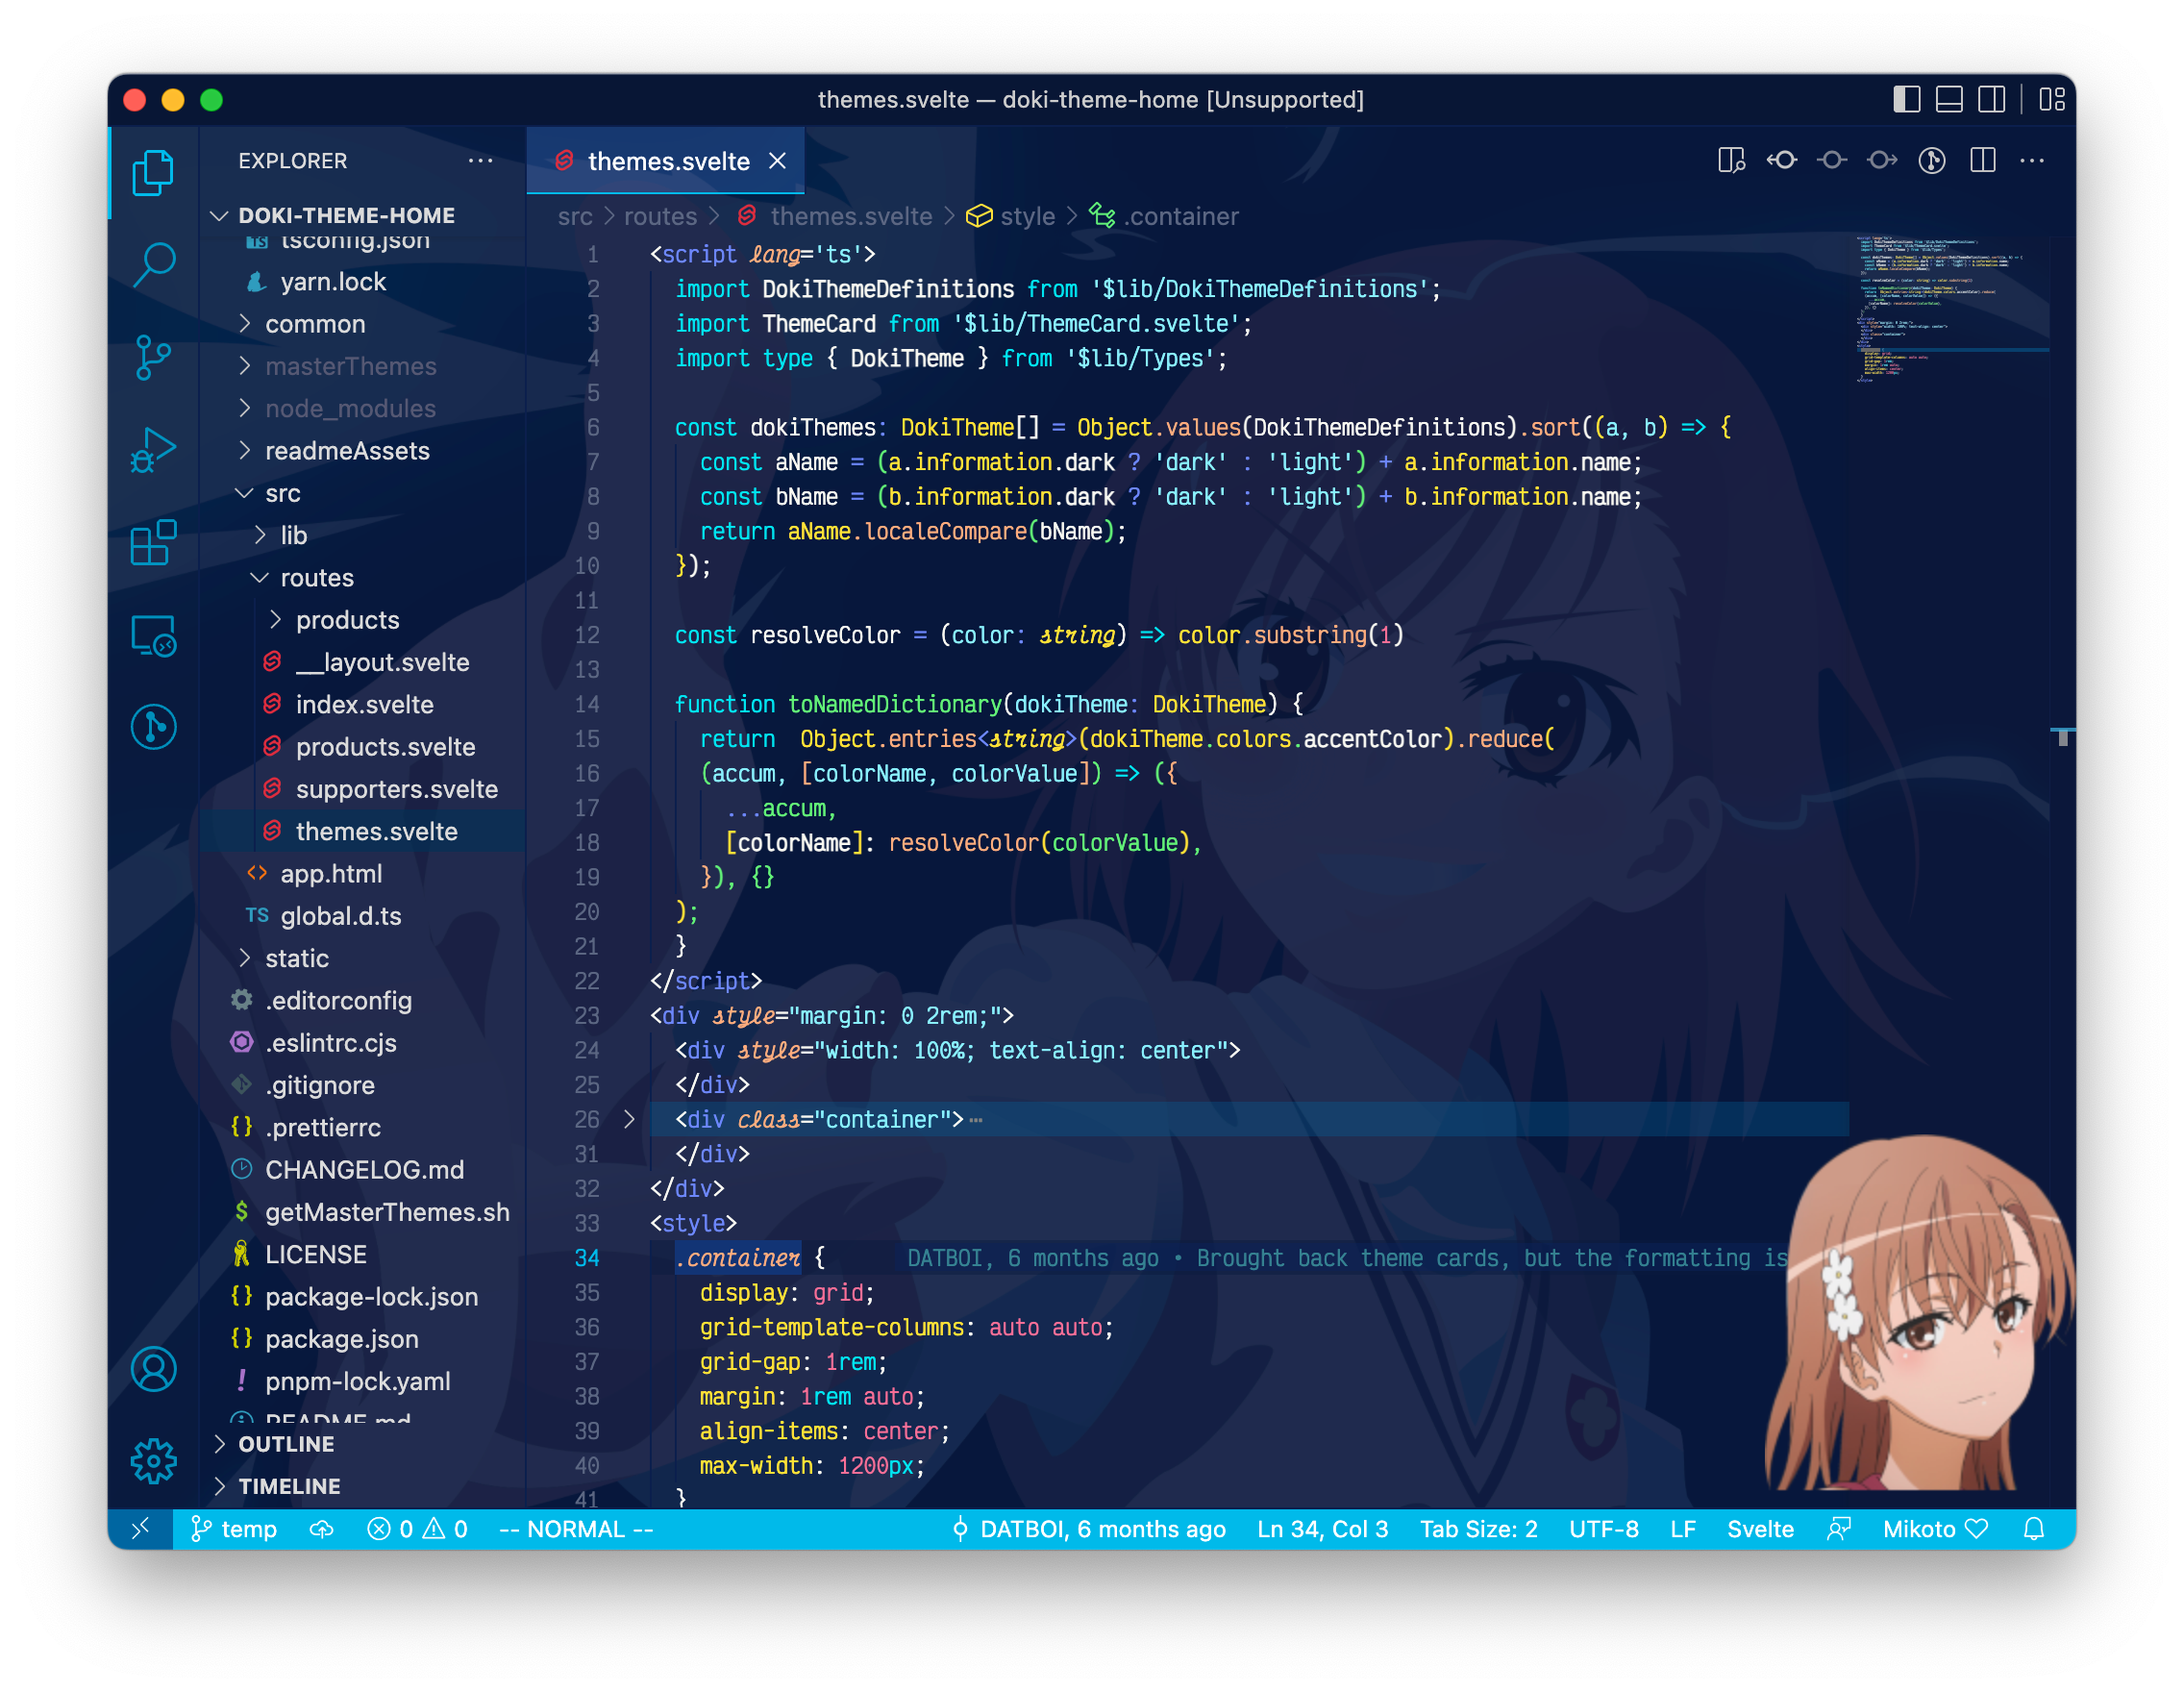 themes.svelte — doki-theme-home [Unsupported]
EXPLORER
DOKI-THEME-HOME
tsconfig.json
yarn.lock
common
masterThemes
node_modules
readmeAssets
src
lib
routes
products
__layout.svelte
index.svelte
products.svelte
supporters.svelte
themes.svelte
app.html
TS global.d.ts
static
.editorconfig
.eslintrc.cjs
.gitignore
{} .prettierrc
CHANGELOG.md
$ getMasterThemes.sh
LICENSE
{} package-lock.json
{} package.json
! pnpm-lock.yaml
README.md
OUTLINE
TIMELINE
themes.svelte
src > routes > themes.svelte > style > .container
1 <script lang='ts'>
2 import DokiThemeDefinitions from '$lib/DokiThemeDefinitions';
3 import ThemeCard from '$lib/ThemeCard.svelte';
4 import type { DokiTheme } from '$lib/Types';
5
6 const dokiThemes: DokiTheme[] = Object.values(DokiThemeDefinitions).sort((a, b) => {
7 const aName = (a.information.dark ? 'dark' : 'light') + a.information.name;
8 const bName = (b.information.dark ? 'dark' : 'light') + b.information.name;
9 return aName.localeCompare(bName);
10 });
11
12 const resolveColor = (color: string) => color.substring(1)
13
14 function toNamedDictionary(dokiTheme: DokiTheme) {
15 return  Object.entries<string>(dokiTheme.colors.accentColor).reduce(
16 (accum, [colorName, colorValue]) => ({
17 ...accum,
18 [colorName]: resolveColor(colorValue),
19 }), {}
20 );
21 }
22 </script>
23 <div style="margin: 0 2rem;">
24 <div style="width: 100%; text-align: center">
25 </div>
26 <div class="container">⋯
31 </div>
32 </div>
33 <style>
34 .container { DATBOI, 6 months ago • Brought back theme cards, but the formatting is
35 display: grid;
36 grid-template-columns: auto auto;
37 grid-gap: 1rem;
38 margin: 1rem auto;
39 align-items: center;
40 max-width: 1200px;
41 }
temp 0 0 -- NORMAL -- DATBOI, 6 months ago Ln 34, Col 3 Tab Size: 2 UTF-8 LF Svelte Mikoto ♡